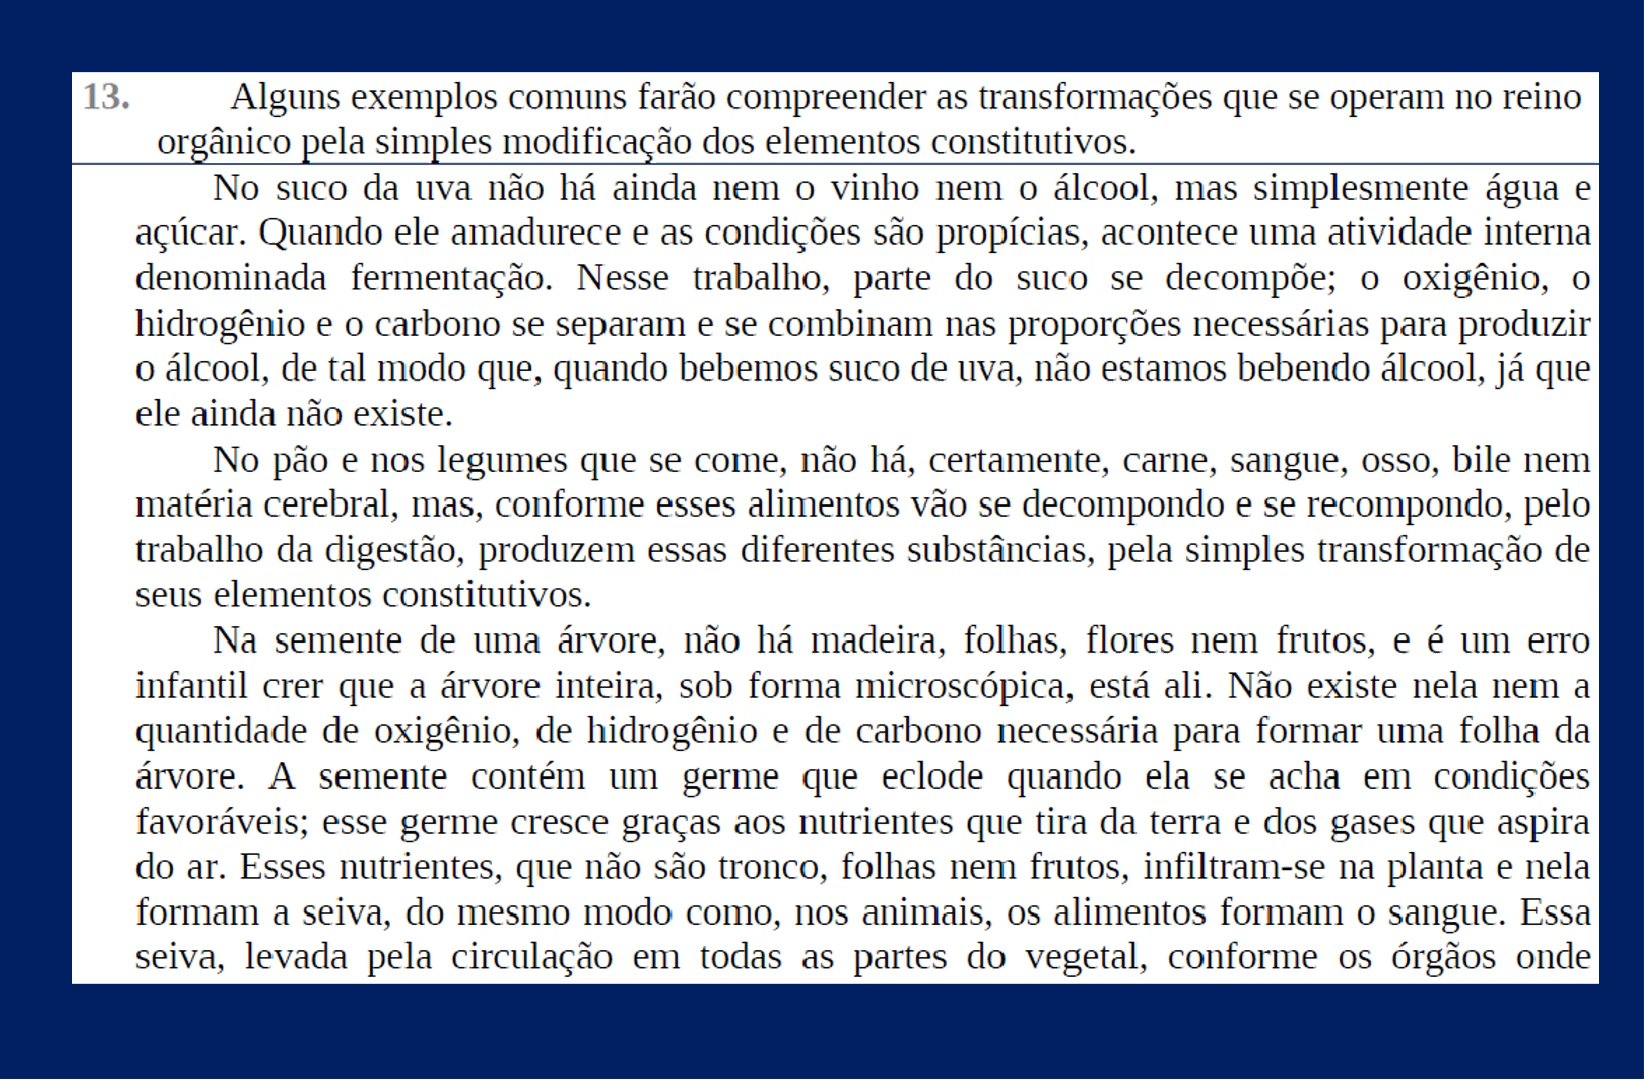 13. Alguns exemplos comuns farão compreender as transformações que se operam no reino
orgânico pela simples modificação dos elementos constitutivos.
No suco da uva não há ainda nem o vinho nem o álcool, mas simplesmente água e
açúcar. Quando ele amadurece e as condições são propícias, acontece uma atividade interna
denominada fermentação. Nesse trabalho, parte do suco se decompõe; o oxigênio, o
hidrogênio e o carbono se separam e se combinam nas proporções necessárias para produzir
o álcool, de tal modo que, quando bebemos suco de uva, não estamos bebendo álcool, já que
ele ainda não existe.
No pão e nos legumes que se come, não há, certamente, carne, sangue, osso, bile nem
matéria cerebral, mas, conforme esses alimentos vão se decompondo e se recompondo, pelo
trabalho da digestão, produzem essas diferentes substâncias, pela simples transformação de
seus elementos constitutivos.
Na semente de uma árvore, não há madeira, folhas, flores nem frutos, e é um erro
infantil crer que a árvore inteira, sob forma microscópica, está ali. Não existe nela nem a
quantidade de oxigênio, de hidrogênio e de carbono necessária para formar uma folha da
árvore. A semente contém um germe que eclode quando ela se acha em condições
favoráveis; esse germe cresce graças aos nutrientes que tira da terra e dos gases que aspira
do ar. Esses nutrientes, que não são tronco, folhas nem frutos, infiltram-se na planta e nela
formam a seiva, do mesmo modo como, nos animais, os alimentos formam o sangue. Essa
seiva, levada pela circulação em todas as partes do vegetal, conforme os órgãos onde